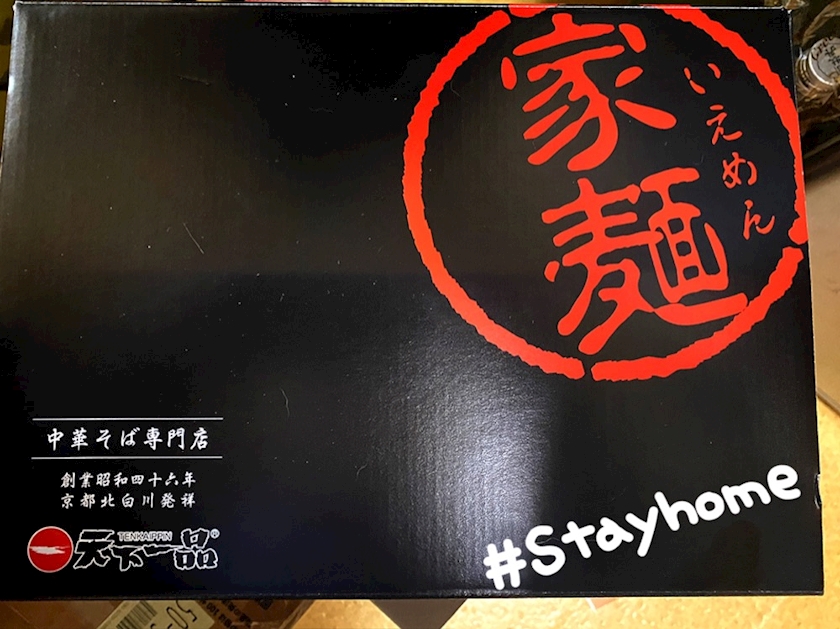 家麺
いえめん
中華そば専門店
創業昭和四十六年
京都北白川発祥
TENKAIPPIN
天下一品®
#Stayhome